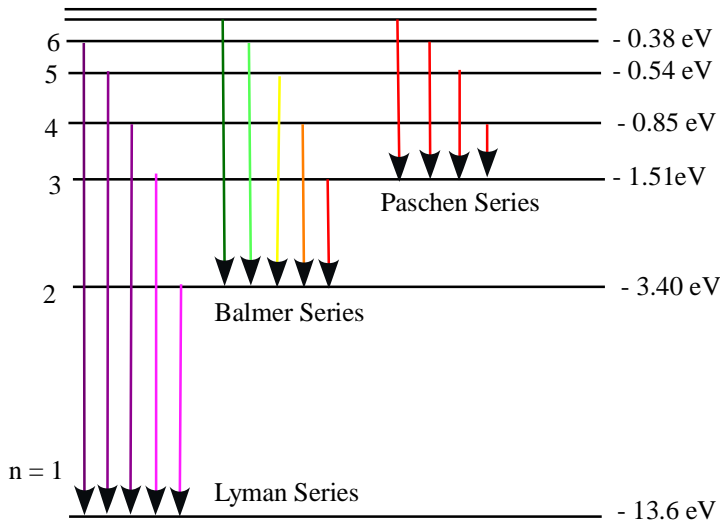 6
- 0.38 eV
5
- 0.54 eV
4
- 0.85 eV
3
- 1.51eV
Paschen Series
2
- 3.40 eV
Balmer Series
n = 1
Lyman Series
- 13.6 eV